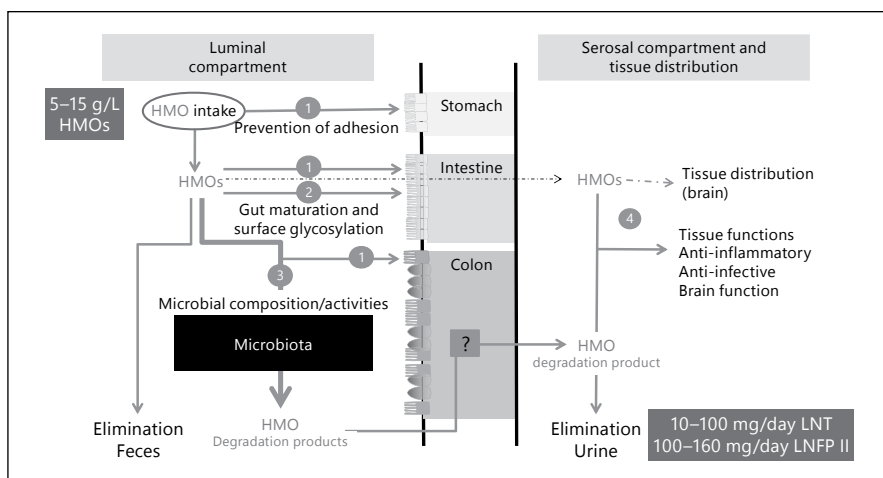 Luminal
compartment
Serosal compartment and
tissue distribution
5–15 g/L
HMOs
HMO intake
1
Prevention of adhesion
Stomach
HMOs
1
2
Gut maturation and
surface glycosylation
Intestine
HMOs
Tissue distribution
(brain)
4
Tissue functions
Anti-inflammatory
Anti-infective
Brain function
3
1
Colon
Microbial composition/activities
Microbiota
?
HMO
degradation product
HMO
Degradation products
Elimination
Feces
Elimination
Urine
10–100 mg/day LNT
100–160 mg/day LNFP II